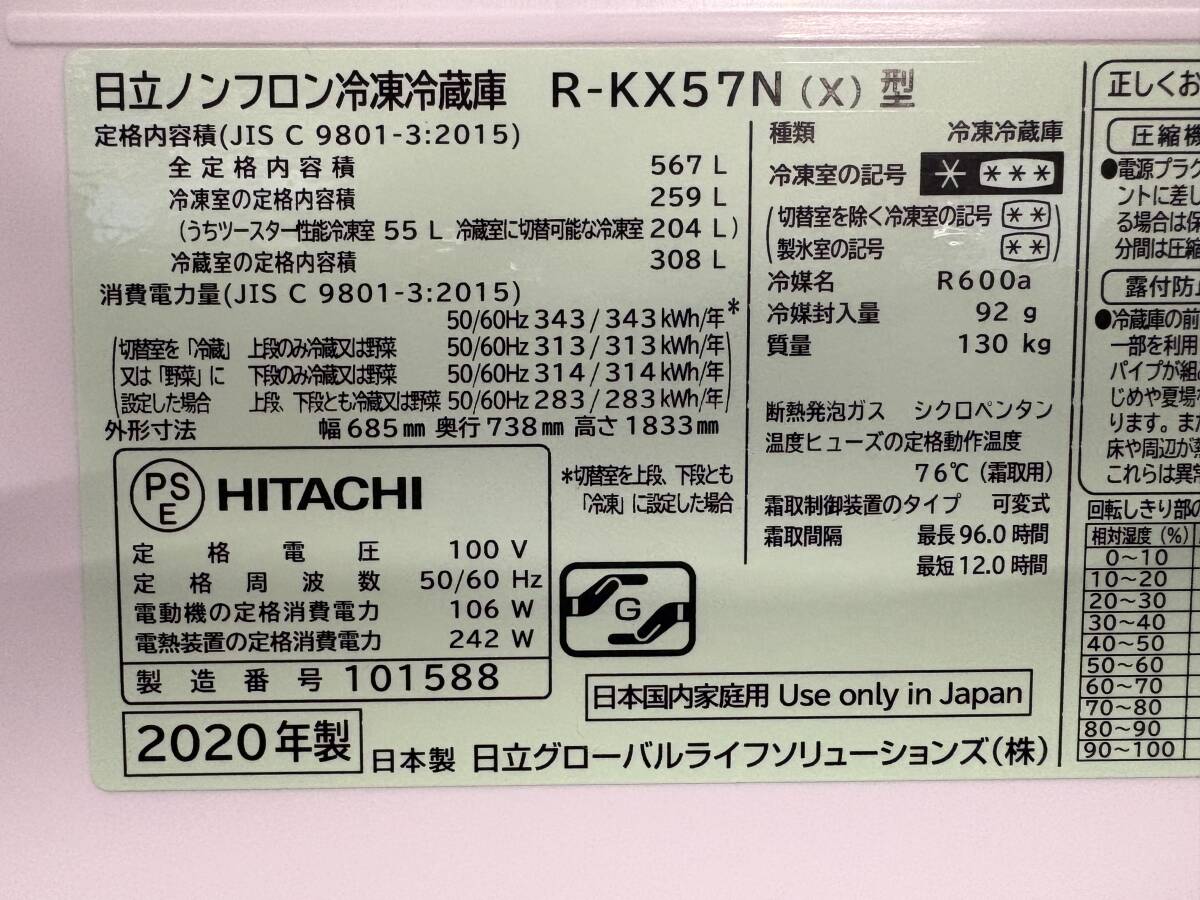 日立ノンフロン冷凍冷蔵庫 R-KX57N(X)型
定格内容積(JIS C 9801-3:2015)
全定格内容積 567 L
冷凍室の定格内容積 259 L
(うちツースター性能冷凍室 55 L 冷蔵室に切替可能な冷凍室 204 L)
冷蔵室の定格内容積 308 L
消費電力量(JIS C 9801-3:2015)
50/60Hz 343/343kWh/年*
切替室を「冷蔵」 上段のみ冷蔵又は野菜 50/60Hz 313/313kWh/年
又は「野菜」に 下段のみ冷蔵又は野菜 50/60Hz 314/314kWh/年
設定した場合 上段、下段とも冷蔵又は野菜 50/60Hz 283/283kWh/年
外形寸法 幅 685mm 奥行 738mm 高さ 1833mm
PSE HITACHI
定格電圧 100 V
定格周波数 50/60 Hz
電動機の定格消費電力 106 W
電熱装置の定格消費電力 242 W
製造番号 101588
*切替室を上段、下段とも
「冷凍」に設定した場合
G
2020年製
日本製 日立グローバルライフソリューションズ(株)
日本国内家庭用 Use only in Japan
種類 冷凍冷蔵庫
冷凍室の記号 * ***
(切替室を除く冷凍室の記号 **)
製氷室の記号 **
冷媒名 R600a
冷媒封入量 92 g
質量 130 kg
断熱発泡ガス シクロペンタン
温度ヒューズの定格動作温度
76℃(霜取用)
霜取制御装置のタイプ 可変式
霜取間隔 最長96.0時間
最短12.0時間
正しくお
圧縮機
●電源プラグ
ントに差し
る場合は保
分間は圧縮
露付防止
●冷蔵庫の前
一部を利用
パイプが組
じめや夏場
ります。また
床や周辺が熱
これらは異常
回転しきり部の
相対湿度(%)
0～10
10～20
20～30
30～40
40～50
50～60
60～70
70～80
80～90
90～100